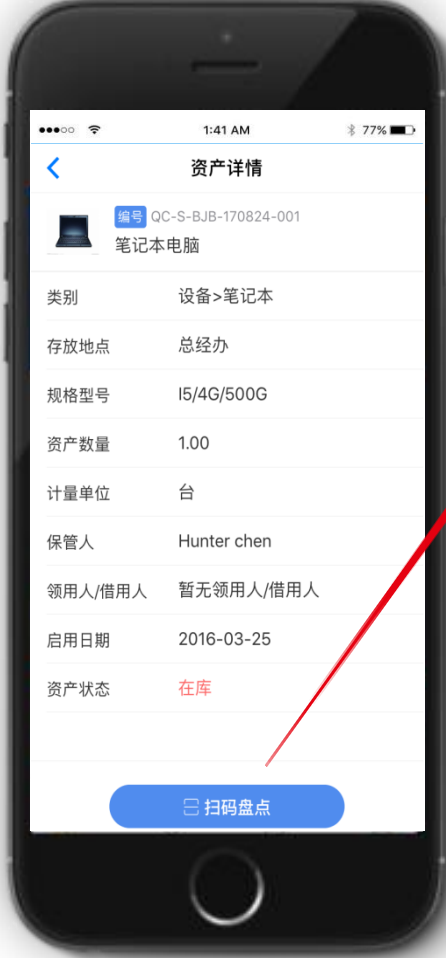 1:41 AM 77%
资产详情
编号 QC-S-BJB-170824-001
笔记本电脑
类别 设备>笔记本
存放地点 总经办
规格型号 I5/4G/500G
资产数量 1.00
计量单位 台
保管人 Hunter chen
领用人/借用人 暂无领用人/借用人
启用日期 2016-03-25
资产状态 在库
扫码盘点